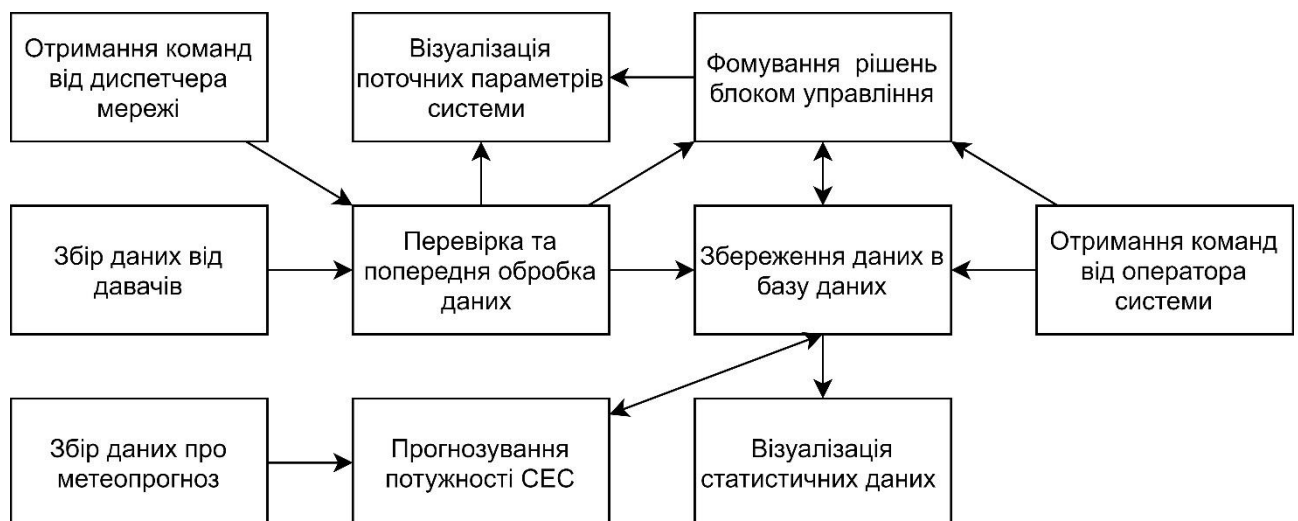 Отримання команд
від диспетчера
мережі
Візуалізація
поточних параметрів
системи
Фомування рішень
блоком управління
Збір даних від
давачів
Перевірка та
попередня обробка
даних
Збереження даних в
базу даних
Отримання команд
від оператора
системи
Збір даних про
метеопрогноз
Прогнозування
потужності СЕС
Візуалізація
статистичних даних